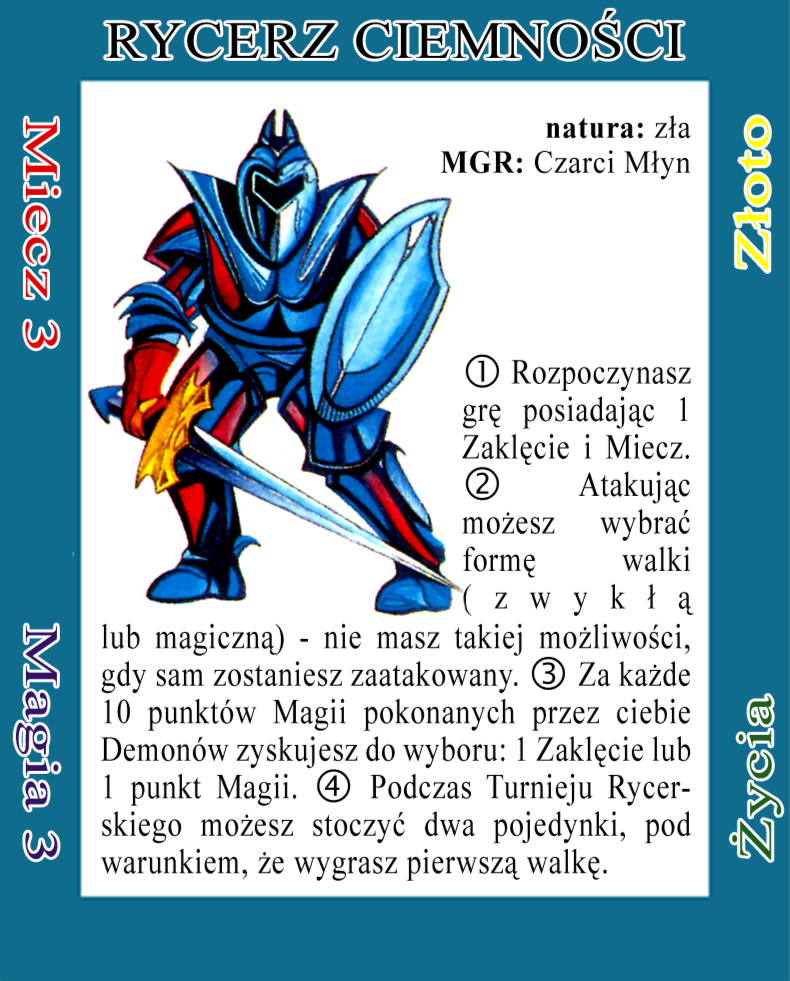 RYCERZ CIEMNOŚCI
Miecz 3
Magia 3
Złoto
Życia
natura: zła
MGR: Czarci Młyn
① Rozpoczynasz
grę posiadając 1
Zaklęcie i Miecz.
② Atakując
możesz wybrać
formę walki
(zwykłą
lub magiczną) - nie masz takiej możliwości,
gdy sam zostaniesz zaatakowany. ③ Za każde
10 punktów Magii pokonanych przez ciebie
Demonów zyskujesz do wyboru: 1 Zaklęcie lub
1 punkt Magii. ④ Podczas Turnieju Rycer-
skiego możesz stoczyć dwa pojedynki, pod
warunkiem, że wygrasz pierwszą walkę.